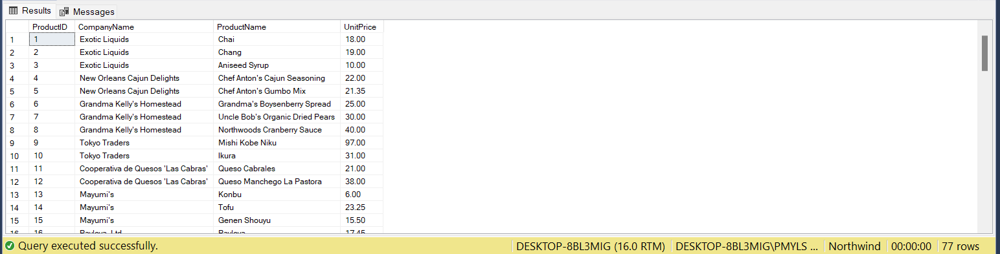 Results Messages
ProductID CompanyName ProductName UnitPrice
1 1 Exotic Liquids Chai 18.00
2 2 Exotic Liquids Chang 19.00
3 3 Exotic Liquids Aniseed Syrup 10.00
4 4 New Orleans Cajun Delights Chef Anton's Cajun Seasoning 22.00
5 5 New Orleans Cajun Delights Chef Anton's Gumbo Mix 21.35
6 6 Grandma Kelly's Homestead Grandma's Boysenberry Spread 25.00
7 7 Grandma Kelly's Homestead Uncle Bob's Organic Dried Pears 30.00
8 8 Grandma Kelly's Homestead Northwoods Cranberry Sauce 40.00
9 9 Tokyo Traders Mishi Kobe Niku 97.00
10 10 Tokyo Traders Ikura 31.00
11 11 Cooperativa de Quesos 'Las Cabras' Queso Cabrales 21.00
12 12 Cooperativa de Quesos 'Las Cabras' Queso Manchego La Pastora 38.00
13 13 Mayumi's Konbu 6.00
14 14 Mayumi's Tofu 23.25
15 15 Mayumi's Genen Shouyu 15.50
16 16 Pavlova, Ltd. Pavlova 17.45
Query executed successfully. DESKTOP-8BL3MIG (16.0 RTM) DESKTOP-8BL3MIG\PMYLS ... Northwind 00:00:00 77 rows